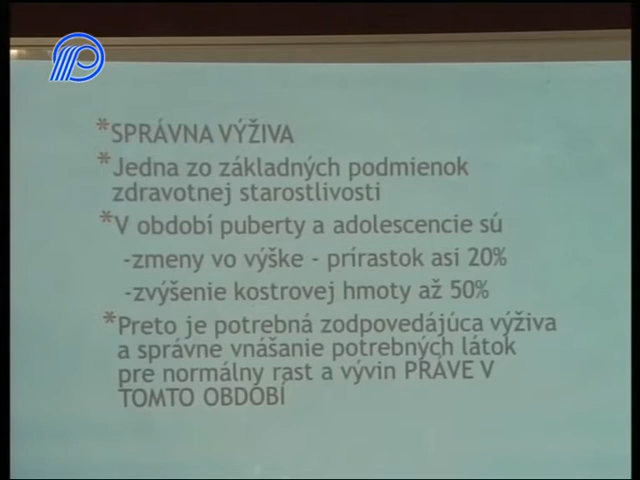 *SPRÁVNA VÝŽIVA
*Jedna zo základných podmienok
zdravotnej starostlivosti
*V období puberty a adolescencie sú
-zmeny vo výške - prírastok asi 20%
-zvýšenie kostrovej hmoty až 50%
*Preto je potrebná zodpovedájúca výživa
a správne vnášanie potrebných látok
pre normálny rast a vývin PRÁVE V
TOMTO OBDOBÍ